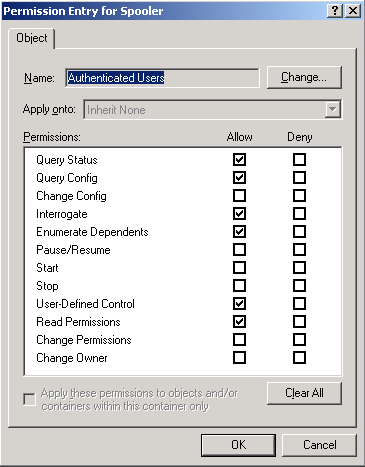 Permission Entry for Spooler
Object
Name: Authenticated Users Change...
Apply onto: Inherit None
Permissions: Allow Deny
Query Status
Query Config
Change Config
Interrogate
Enumerate Dependents
Pause/Resume
Start
Stop
User-Defined Control
Read Permissions
Change Permissions
Change Owner
Apply these permissions to objects and/or Clear All
containers within this container only
OK Cancel